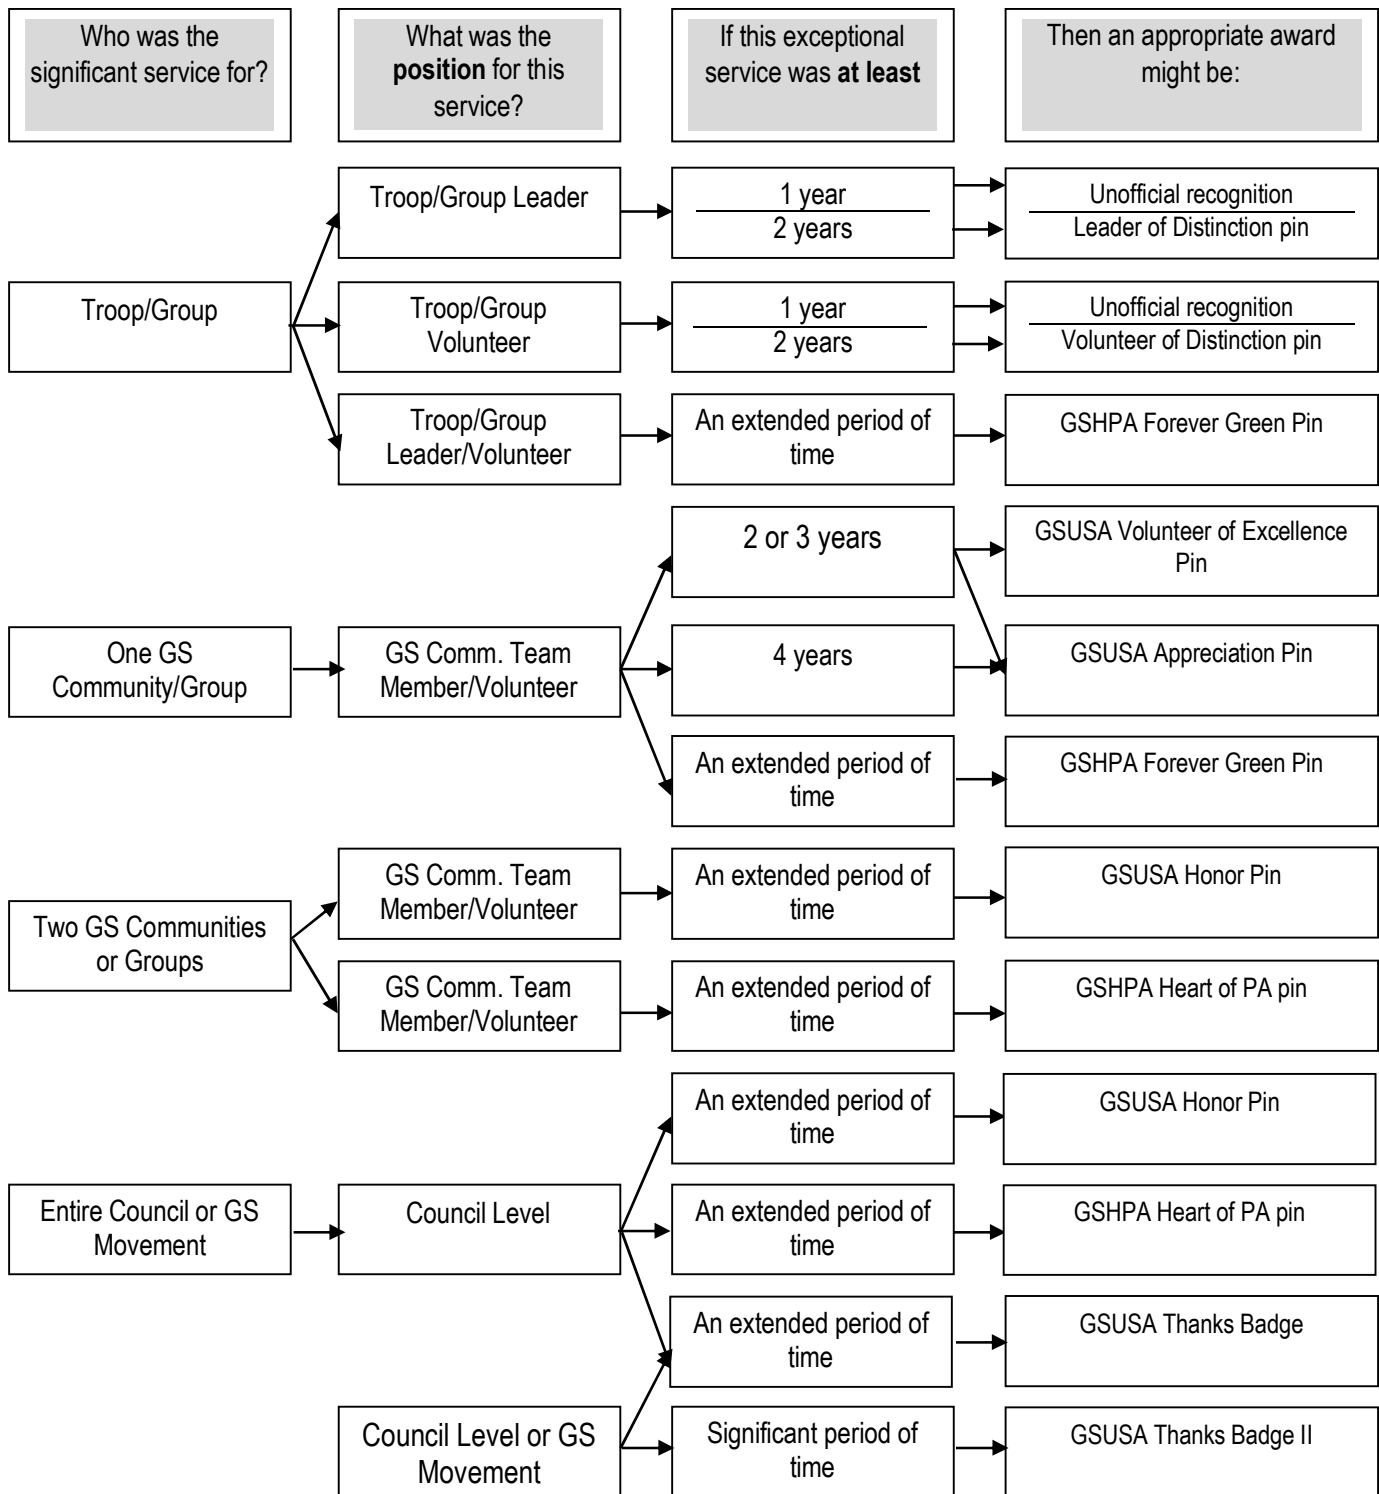 Who was the
significant service for?
What was the
position for this
service?
If this exceptional
service was at least
Then an appropriate award
might be:
Troop/Group
Troop/Group Leader
1 year
2 years
Unofficial recognition
Leader of Distinction pin
Troop/Group
Volunteer
1 year
2 years
Unofficial recognition
Volunteer of Distinction pin
Troop/Group
Leader/Volunteer
An extended period of
time
GSHPA Forever Green Pin
One GS
Community/Group
GS Comm. Team
Member/Volunteer
2 or 3 years
GSUSA Volunteer of Excellence
Pin
4 years
GSUSA Appreciation Pin
An extended period of
time
GSHPA Forever Green Pin
Two GS Communities
or Groups
GS Comm. Team
Member/Volunteer
An extended period of
time
GSUSA Honor Pin
GS Comm. Team
Member/Volunteer
An extended period of
time
GSHPA Heart of PA pin
Entire Council or GS
Movement
Council Level
An extended period of
time
GSUSA Honor Pin
An extended period of
time
GSHPA Heart of PA pin
An extended period of
time
GSUSA Thanks Badge
Council Level or GS
Movement
Significant period of
time
GSUSA Thanks Badge II